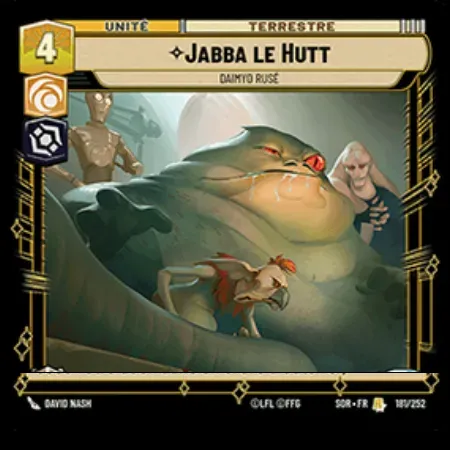 UNITÉ TERRESTRE
4
JABBA LE HUTT
DAIMYO RUSÉ
DAVID NASH ©LFL ©FFG SOR • FR 181/252